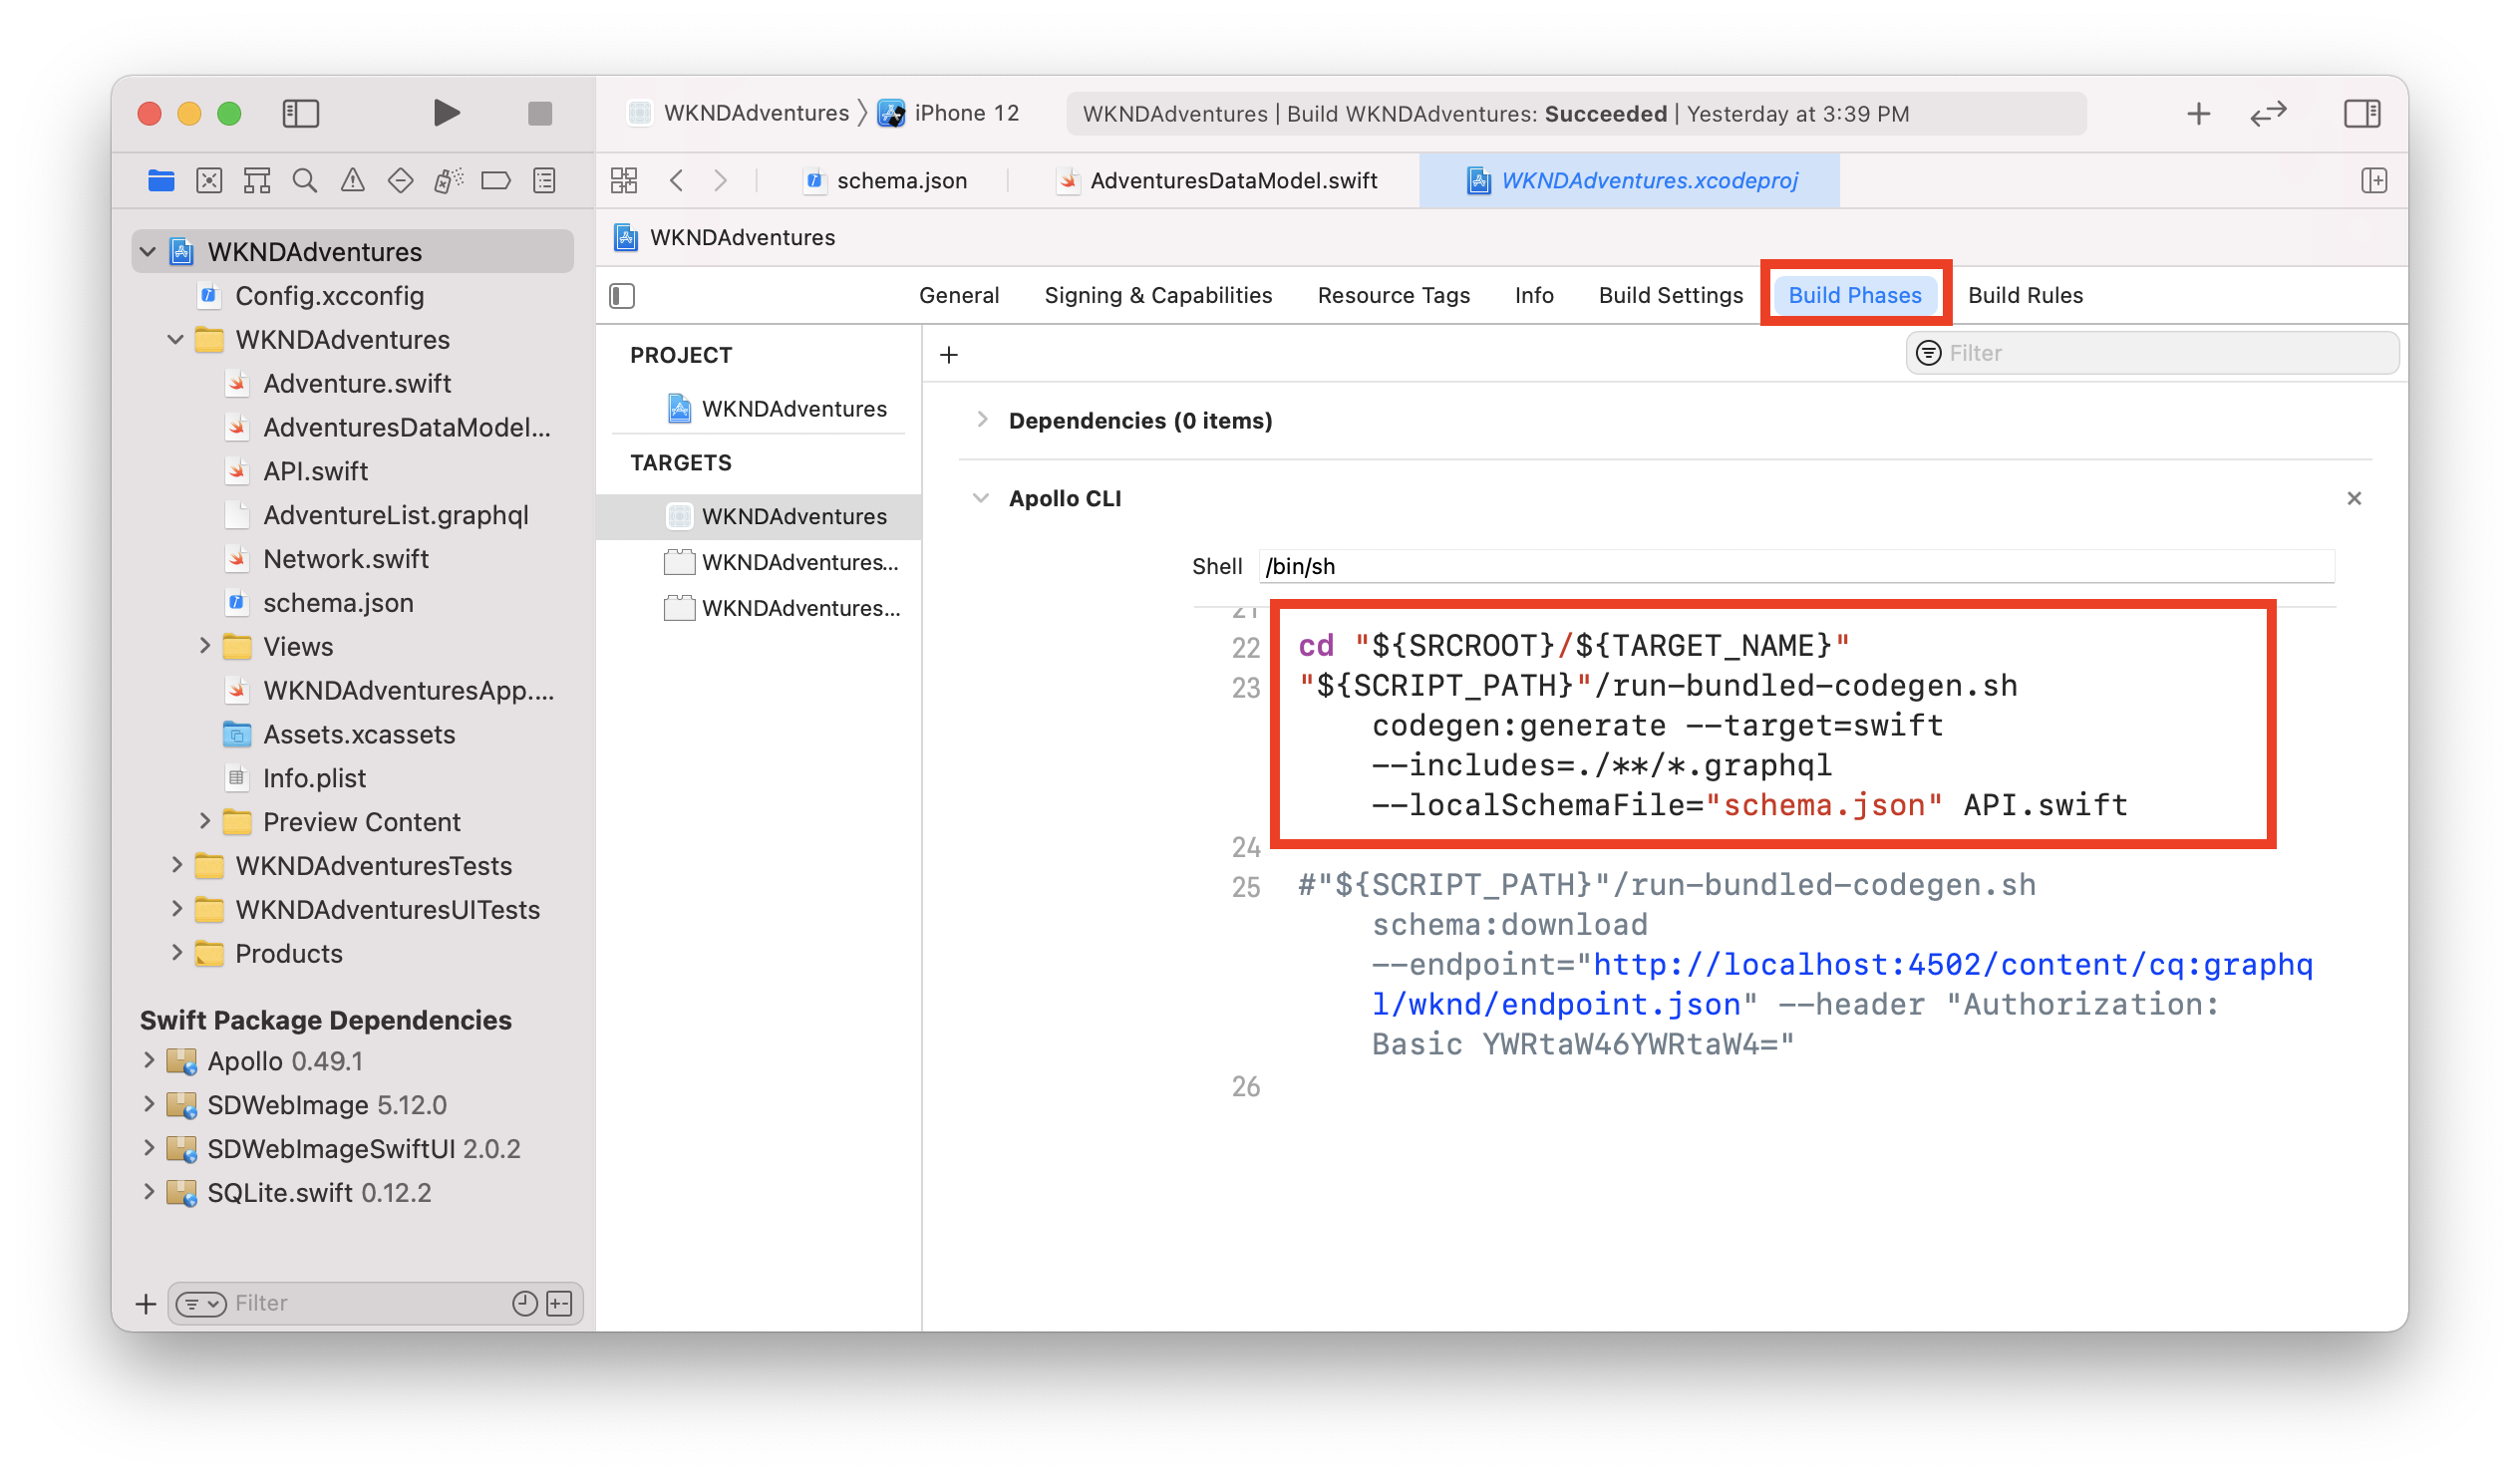 WKNDAdventures
iPhone 12
WKNDAdventures | Build WKNDAdventures: Succeeded | Yesterday at 3:39 PM
schema.json
AdventuresDataModel.swift
WKNDAdventures.xcodeproj
WKNDAdventures
Config.xcconfig
WKNDAdventures
Adventure.swift
AdventuresDataModel...
API.swift
AdventureList.graphql
Network.swift
schema.json
Views
WKNDAdventuresApp....
Assets.xcassets
Info.plist
Preview Content
WKNDAdventuresTests
WKNDAdventuresUITests
Products
Swift Package Dependencies
Apollo 0.49.1
SDWebImage 5.12.0
SDWebImageSwiftUI 2.0.2
SQLite.swift 0.12.2
Filter
WKNDAdventures
General
Signing & Capabilities
Resource Tags
Info
Build Settings
Build Phases
Build Rules
PROJECT
WKNDAdventures
TARGETS
WKNDAdventures
WKNDAdventures...
WKNDAdventures...
Filter
Dependencies (0 items)
Apollo CLI
Shell /bin/sh
21
22 cd "${SRCROOT}/${TARGET_NAME}"
23 "${SCRIPT_PATH}"/run-bundled-codegen.sh
codegen:generate --target=swift
--includes=./**/*.graphql
--localSchemaFile="schema.json" API.swift
24
25 #"${SCRIPT_PATH}"/run-bundled-codegen.sh
schema:download
--endpoint="http://localhost:4502/content/cq:graphq
l/wknd/endpoint.json" --header "Authorization:
Basic YWRtaW46YWRtaW4="
26